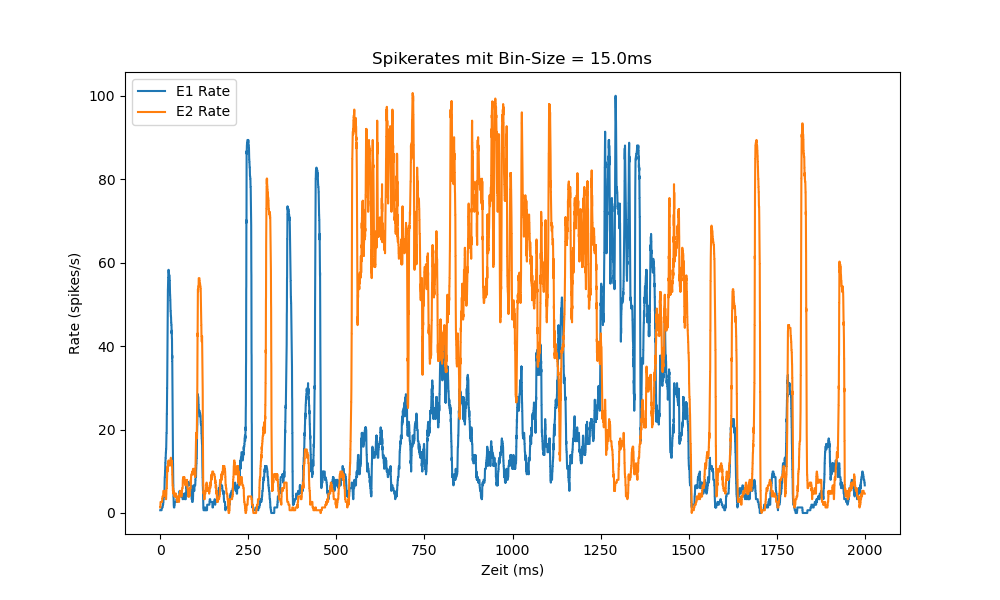 Spikerates mit Bin-Size = 15.0ms
E1 Rate
E2 Rate
100
80
60
40
20
0
Rate (spikes/s)
0 250 500 750 1000 1250 1500 1750 2000
Zeit (ms)